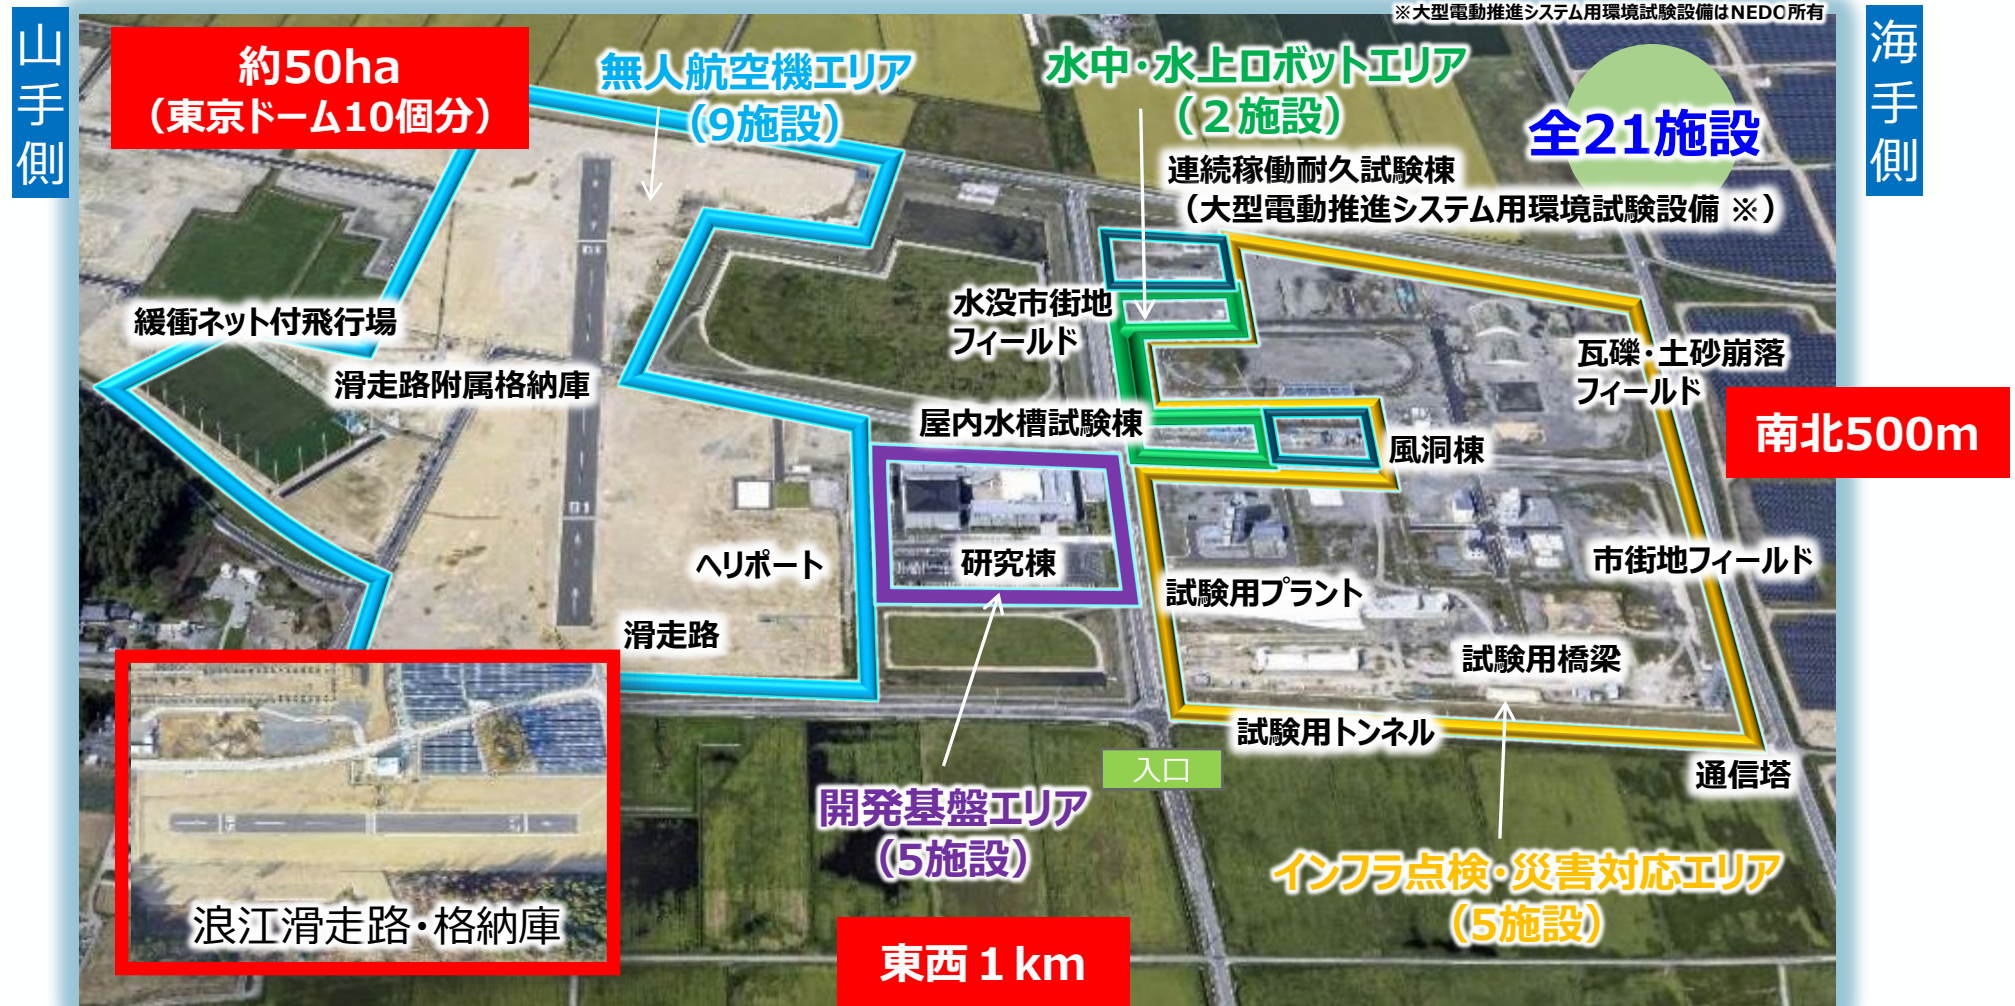 ※大型電動推進システム用環境試験設備はNEDO所有
山手側
海手側
約50ha
（東京ドーム10個分）
無人航空機エリア
（9施設）
水中・水上ロボットエリア
（２施設）
全21施設
連続稼働耐久試験棟
（大型電動推進システム用環境試験設備 ※）
緩衝ネット付飛行場
水没市街地
フィールド
瓦礫・土砂崩落
フィールド
滑走路附属格納庫
屋内水槽試験棟
風洞棟
南北500m
ヘリポート
研究棟
試験用プラント
市街地フィールド
滑走路
試験用橋梁
試験用トンネル
通信塔
入口
開発基盤エリア
（5施設）
インフラ点検・災害対応エリア
（5施設）
浪江滑走路・格納庫
東西１km